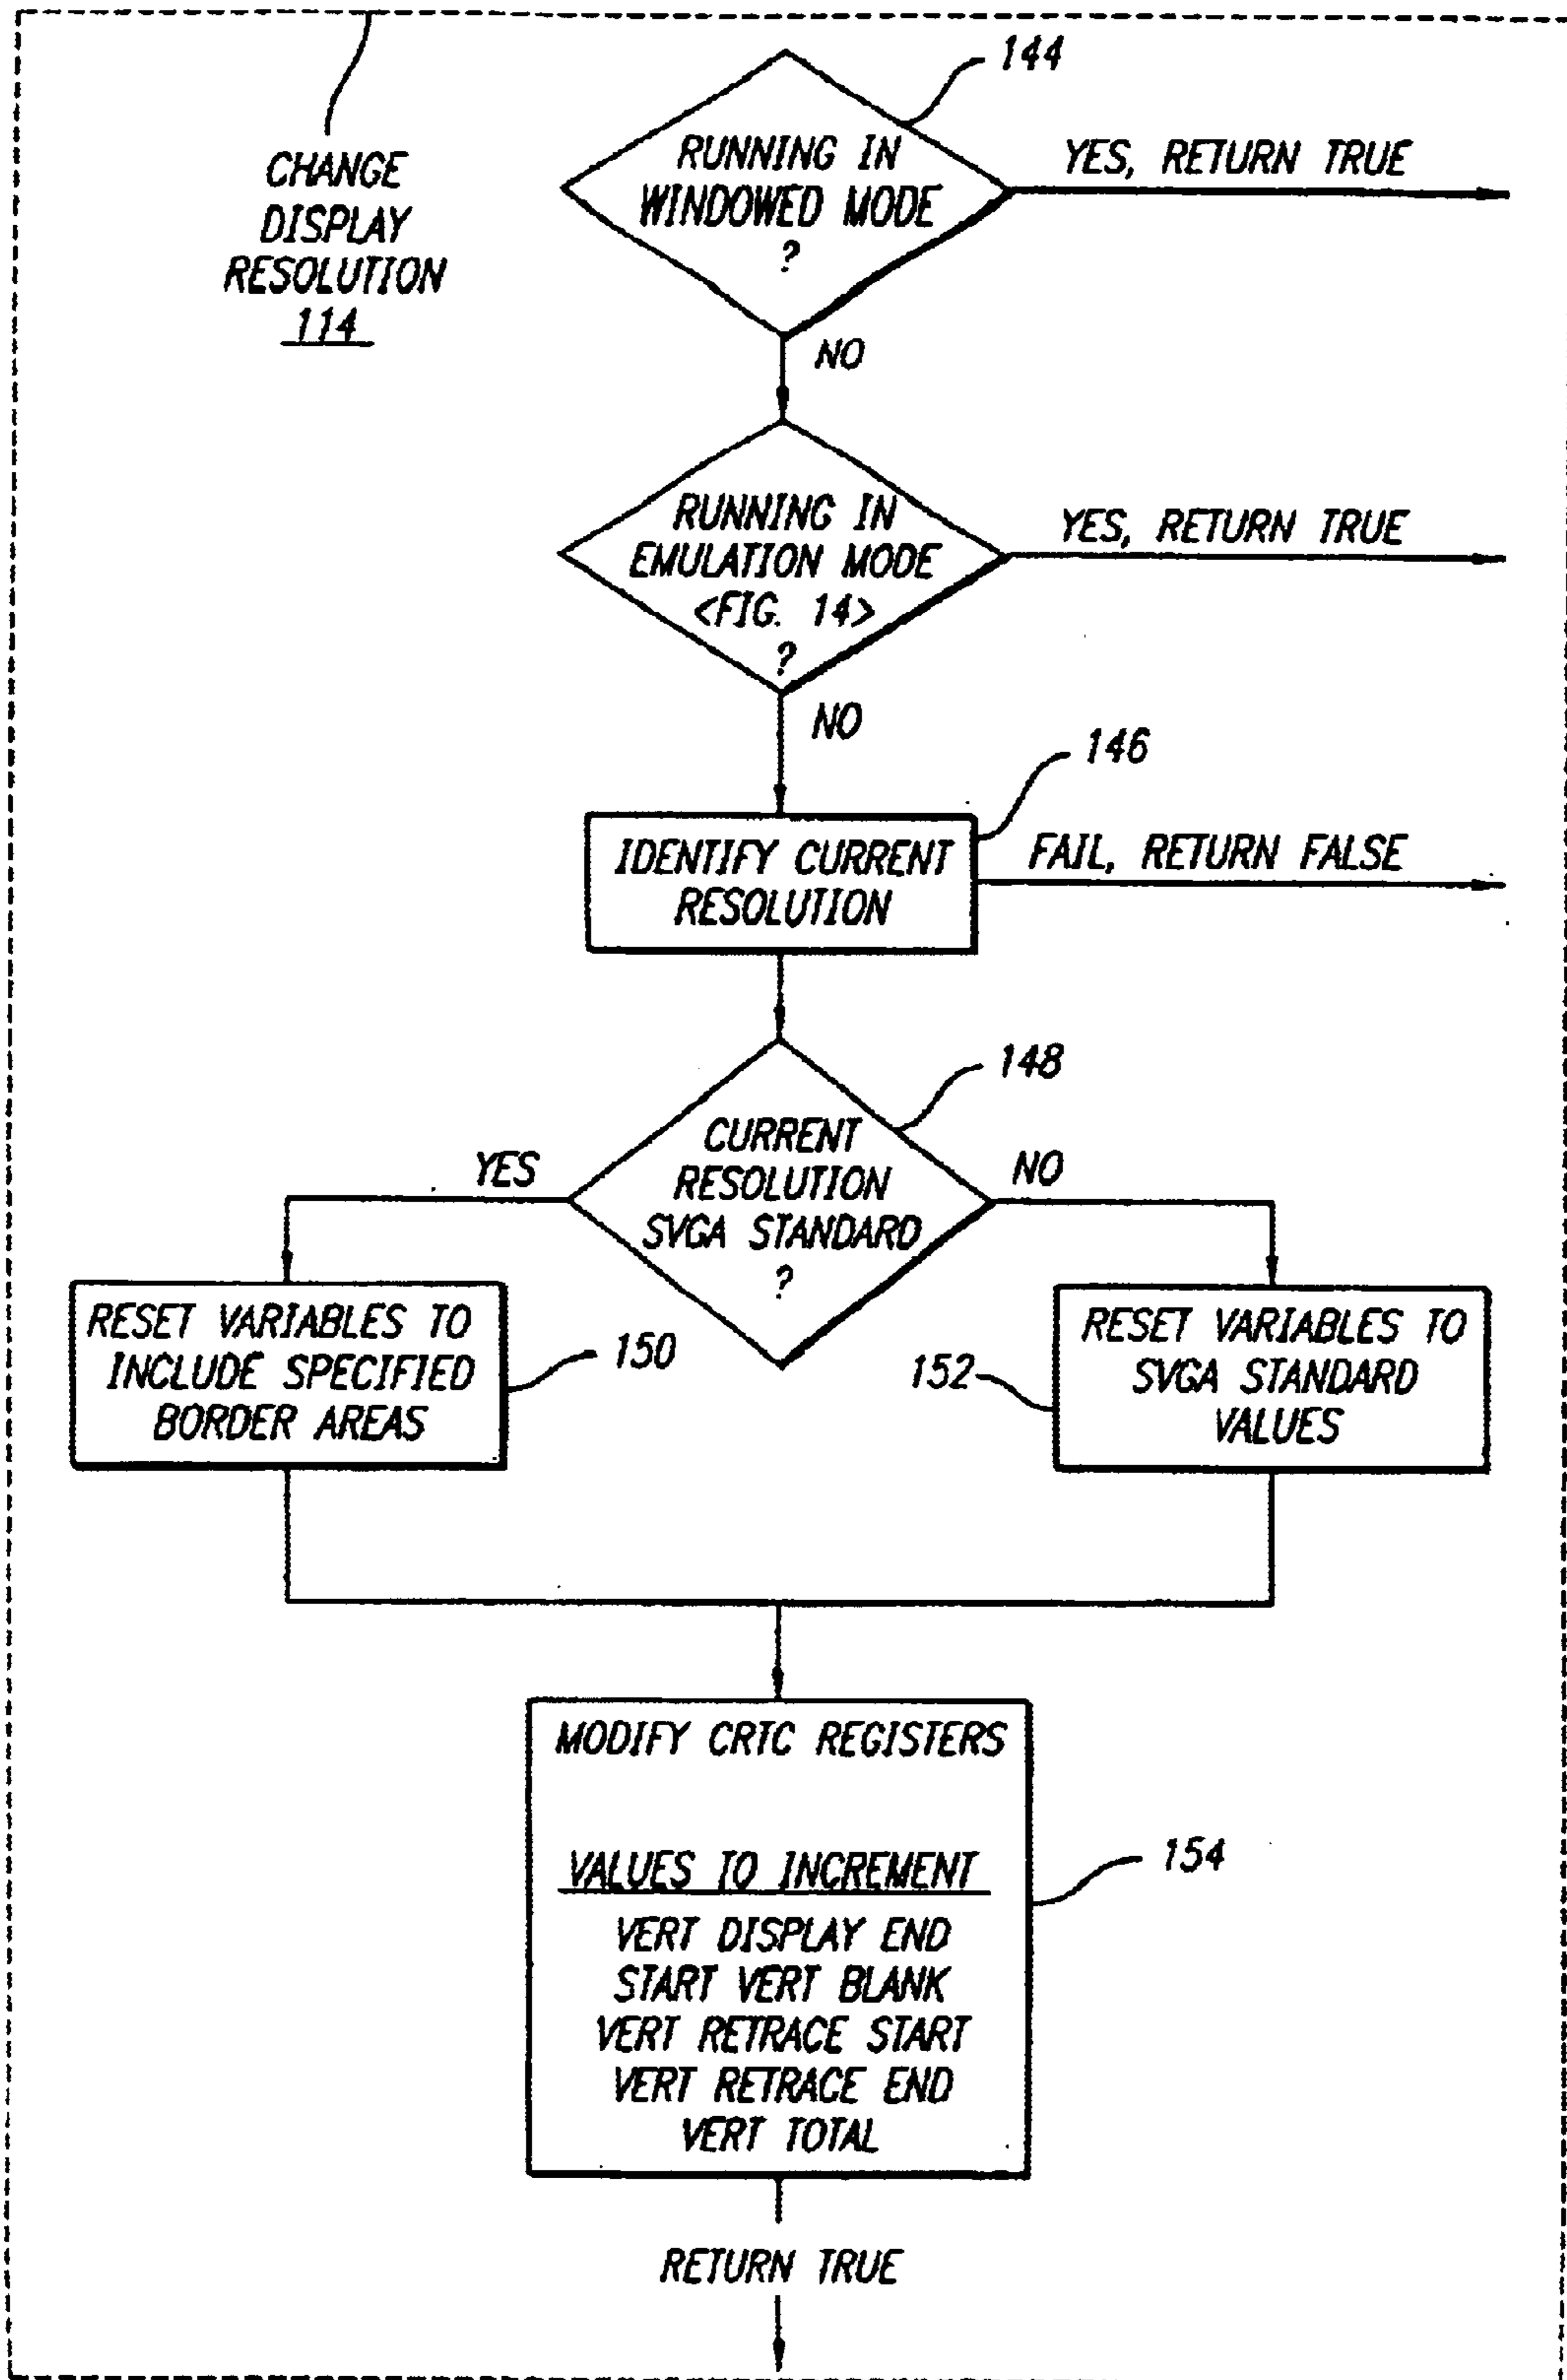 144
RUNNING IN
WINDOWED MODE
?
YES, RETURN TRUE
CHANGE
DISPLAY
RESOLUTION
114
NO
RUNNING IN
EMULATION MODE
<FIG. 14>
?
YES, RETURN TRUE
NO
146
IDENTIFY CURRENT
RESOLUTION
FAIL, RETURN FALSE
148
CURRENT
RESOLUTION
SVGA STANDARD
?
YES
NO
RESET VARIABLES TO
INCLUDE SPECIFIED
BORDER AREAS
150
152
RESET VARIABLES TO
SVGA STANDARD
VALUES
MODIFY CRTC REGISTERS
VALUES TO INCREMENT
VERT DISPLAY END
START VERT BLANK
VERT RETRACE START
VERT RETRACE END
VERT TOTAL
154
RETURN TRUE